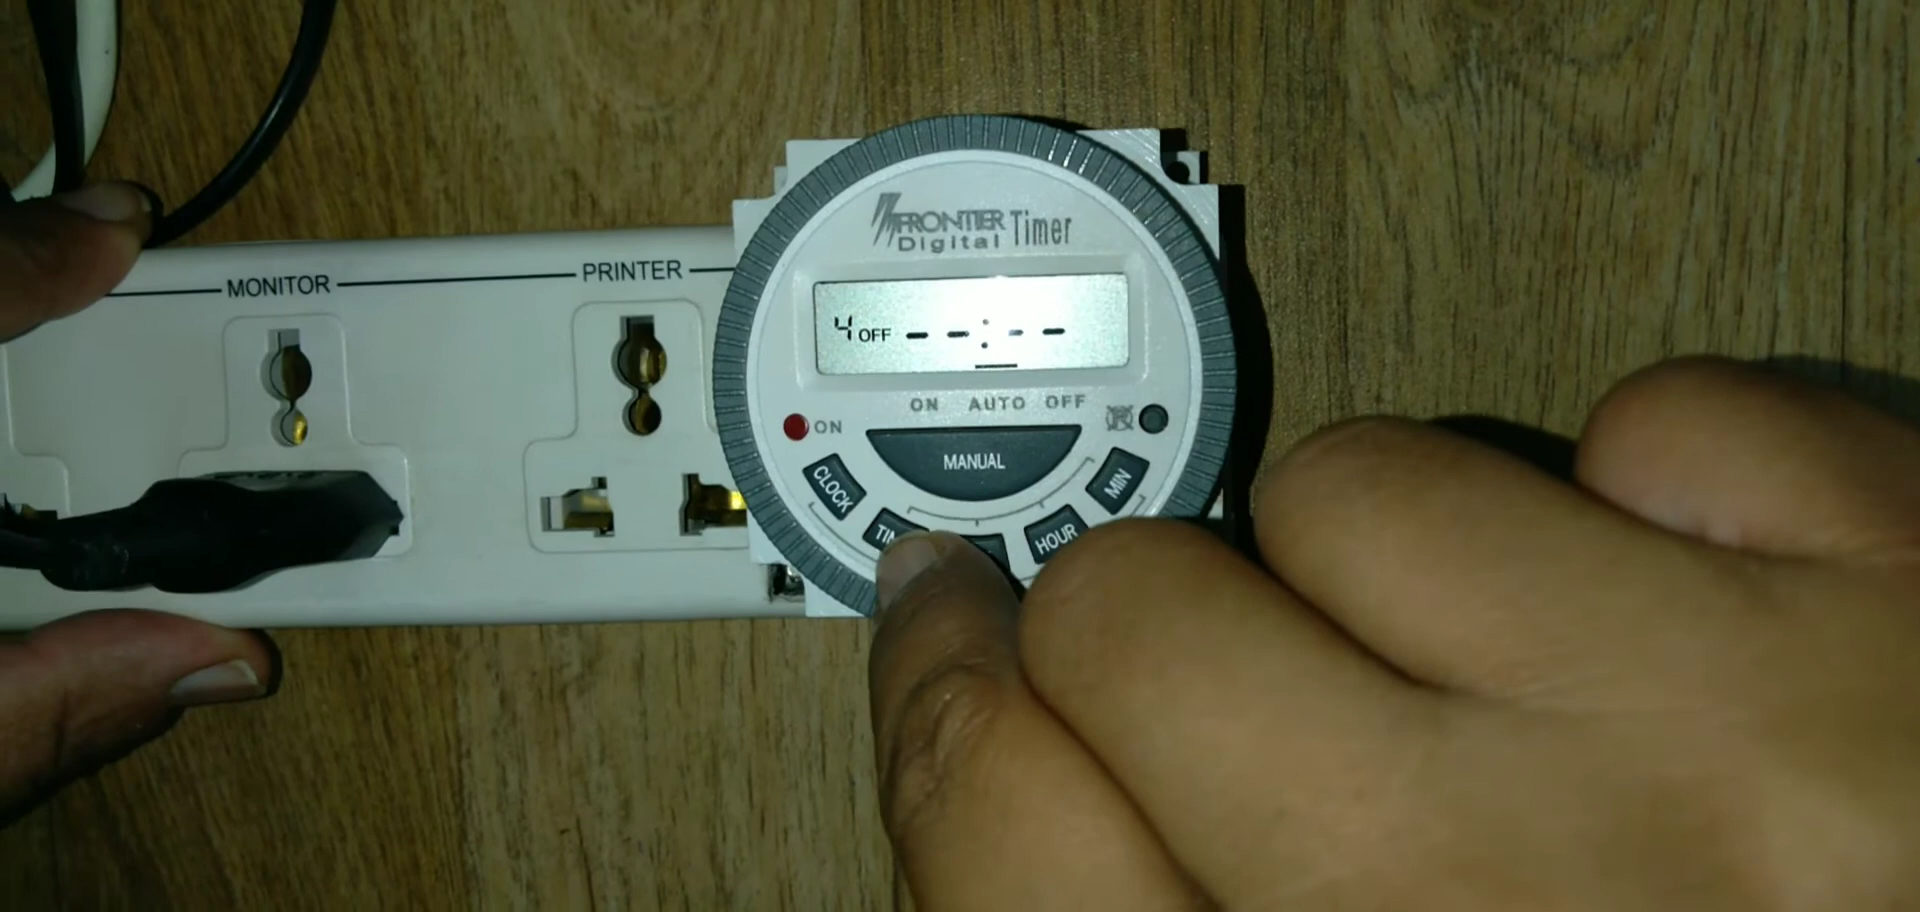 MONITOR
PRINTER
FRONTIER
Digital Timer
4 OFF -- : --
ON AUTO OFF
ON
MANUAL
CLOCK
MIN
HOUR